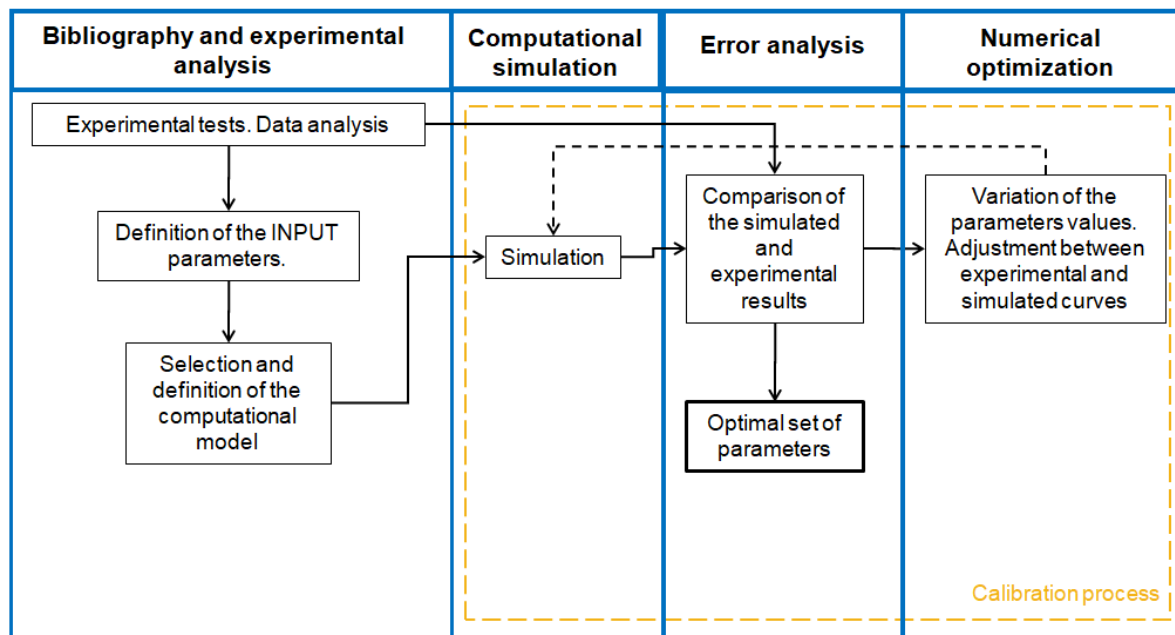 Bibliography and experimental
analysis
Computational
simulation
Error analysis
Numerical
optimization
Experimental tests. Data analysis
Definition of the INPUT
parameters.
Selection and
definition of the
computational
model
Simulation
Comparison of
the simulated
and
experimental
results
Optimal set of
parameters
Variation of the
parameters values.
Adjustment between
experimental and
simulated curves
Calibration process